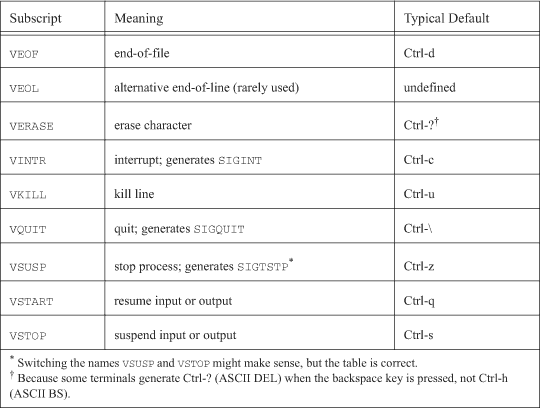 Subscript Meaning Typical Default
VEOF end-of-file Ctrl-d
VEOL alternative end-of-line (rarely used) undefined
VERASE erase character Ctrl-?†
VINTR interrupt; generates SIGINT Ctrl-c
VKILL kill line Ctrl-u
VQUIT quit; generates SIGQUIT Ctrl-\
VSUSP stop process; generates SIGTSTP* Ctrl-z
VSTART resume input or output Ctrl-q
VSTOP suspend input or output Ctrl-s
* Switching the names VSUSP and VSTOP might make sense, but the table is correct.
† Because some terminals generate Ctrl-? (ASCII DEL) when the backspace key is pressed, not Ctrl-h
(ASCII BS).